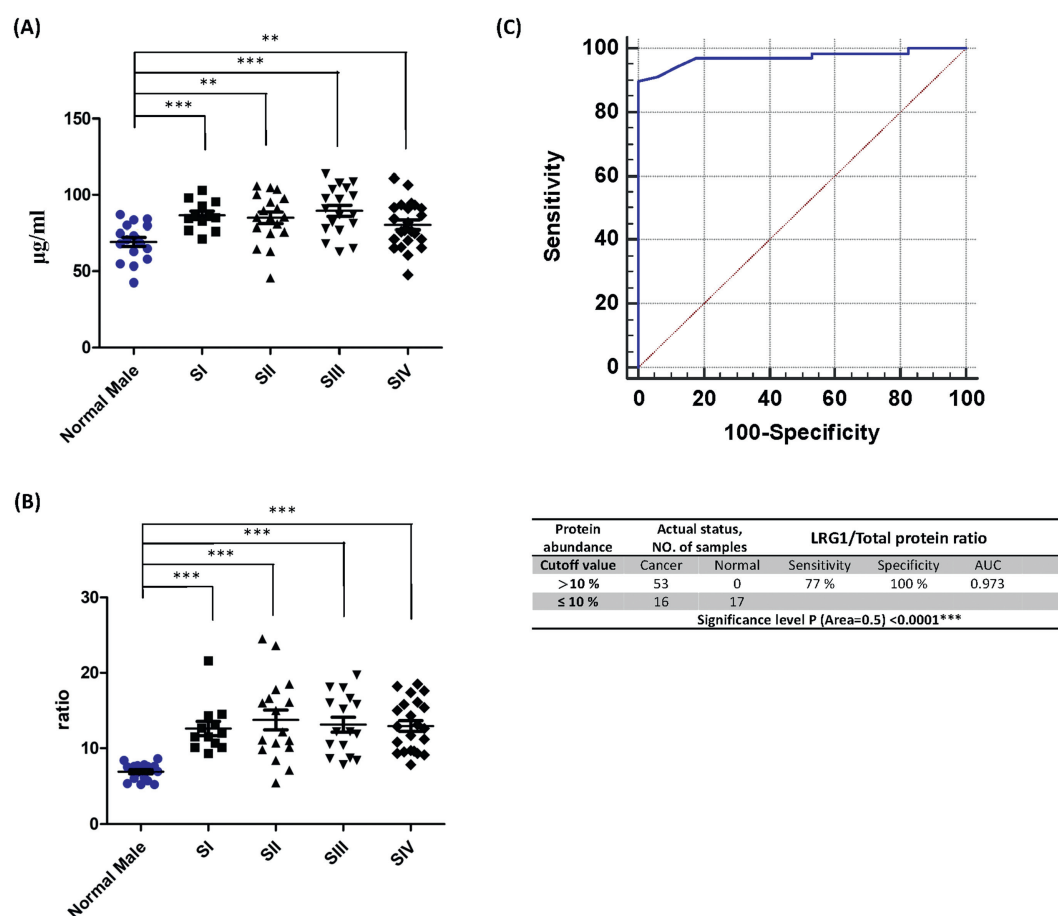 (A)
**
***
**
***
150
100
50
0
µg/ml
Normal Male
SI
SII
SIII
SIV
(C)
100
80
60
40
20
0
Sensitivity
0 20 40 60 80 100
100-Specificity
(B)
***
***
***
***
30
20
10
0
ratio
Normal Male
SI
SII
SIII
SIV
Protein abundance Actual status, NO. of samples LRG1/Total protein ratio
Cutoff value Cancer Normal Sensitivity Specificity AUC
>10 % 53 0 77 % 100 % 0.973
≤ 10 % 16 17
Significance level P (Area=0.5) <0.0001***